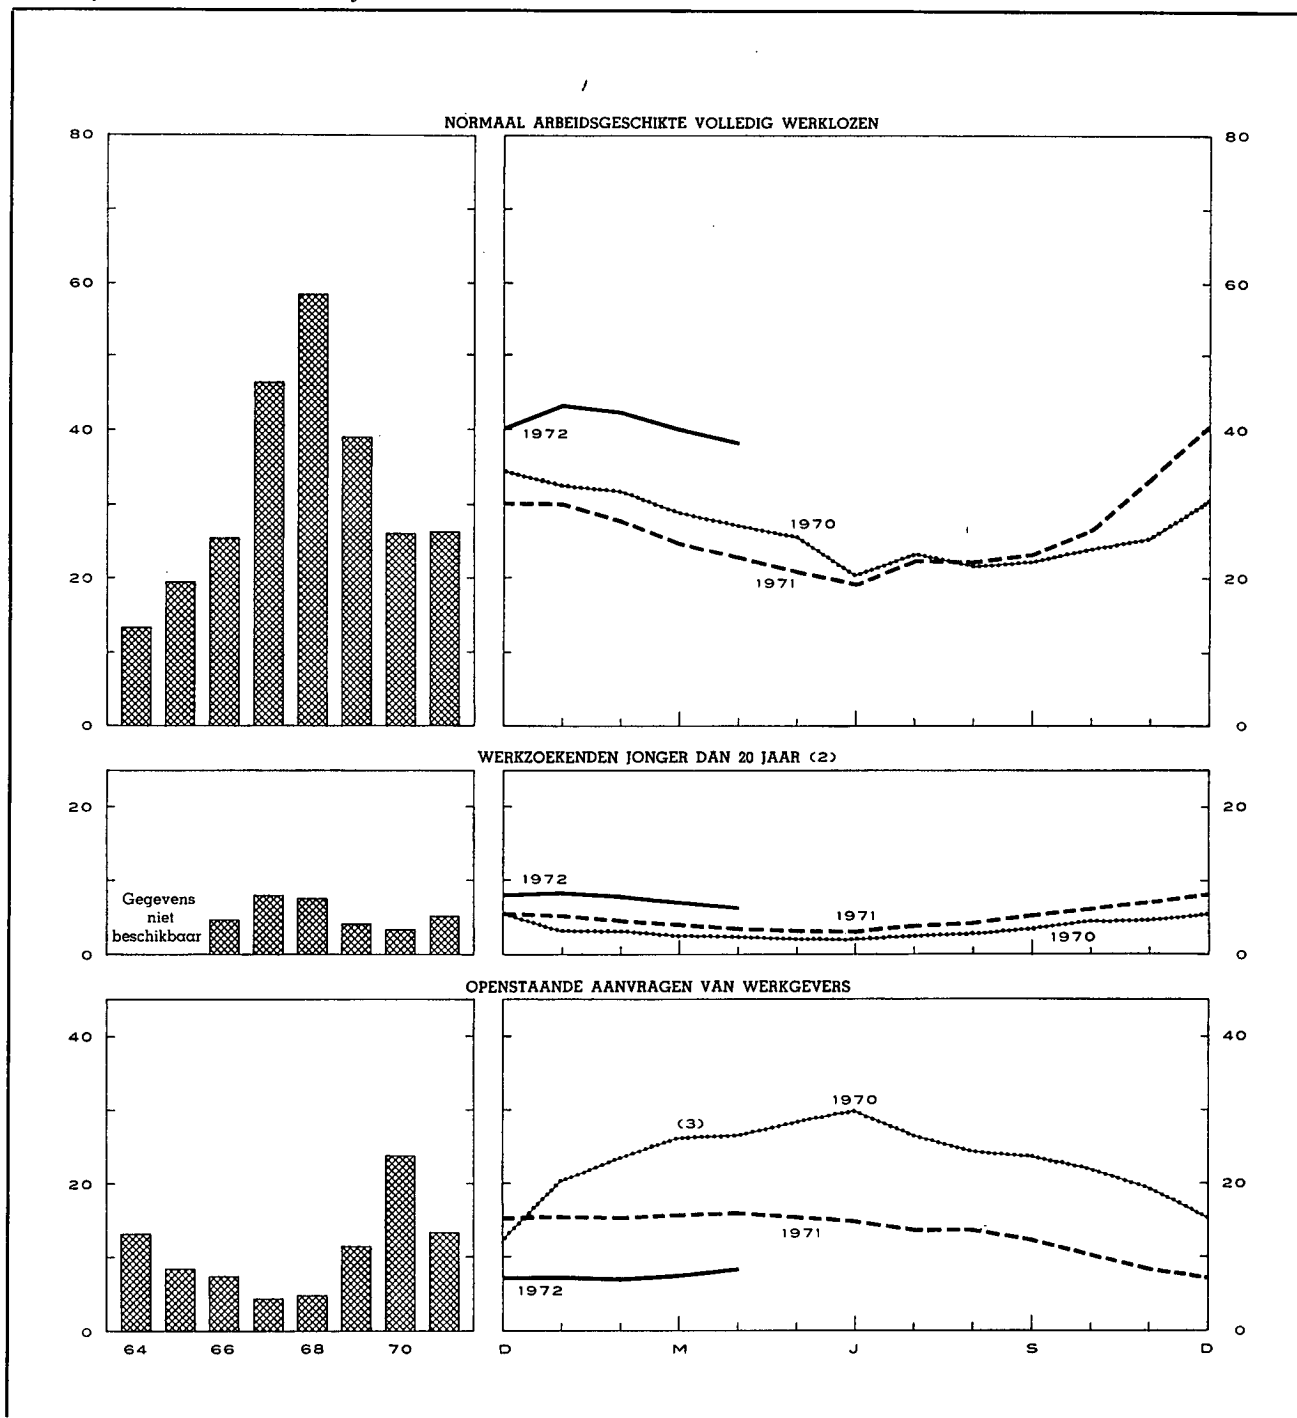 NORMAAL ARBEIDSGESCHIKTE VOLLEDIG WERKLOZEN
80 80
60 60
40 40
1972
1970
20 20
1971
0 0
WERKZOEKENDEN JONGER DAN 20 JAAR (2)
20 20
1972
Gegevens
niet
beschikbaar
1971
1970
0 0
OPENSTAANDE AANVRAGEN VAN WERKGEVERS
40 40
1970
(3)
20 20
1971
1972
0 0
64 66 68 70 D M J S D